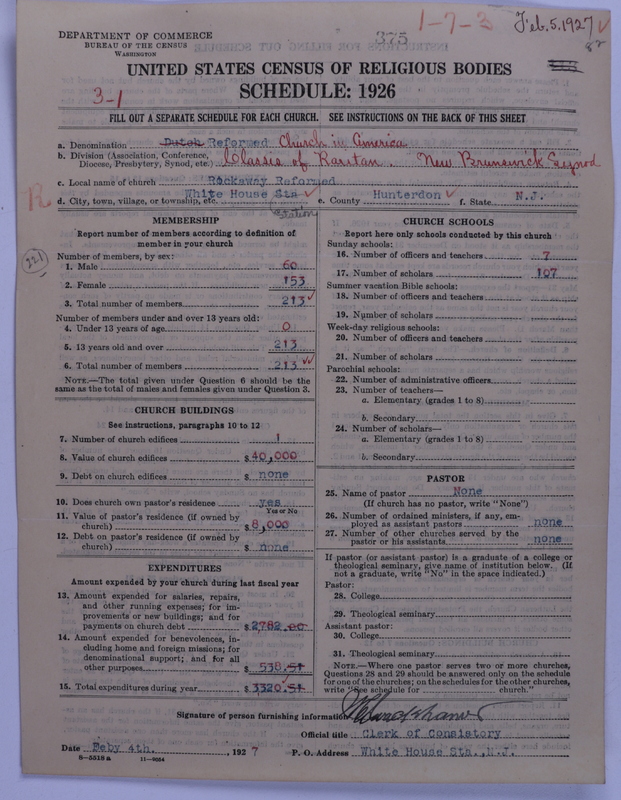 1-7-3
Feb. 5. 1927
375
DEPARTMENT OF COMMERCE
BUREAU OF THE CENSUS
WASHINGTON
UNITED STATES CENSUS OF RELIGIOUS BODIES
SCHEDULE: 1926
3-1
FILL OUT A SEPARATE SCHEDULE FOR EACH CHURCH. SEE INSTRUCTIONS ON THE BACK OF THIS SHEET
a. Denomination Dutch Reformed Church in America
b. Division (Association, Conference, Diocese, Presbytery, Synod, etc.) Classis of Raritan. New Brunswick Synod
c. Local name of church Rockaway Reformed
R
d. City, town, village, or township, etc. White House Sta e. County Hunterdon f. State N.J.
Station
221
MEMBERSHIP
Report number of members according to definition of
member in your church
Number of members, by sex:
1. Male 60
2. Female 153
3. Total number of members 213
Number of members under and over 13 years old:
4. Under 13 years of age 0
5. 13 years old and over 213
6. Total number of members 213
NOTE.—The total given under Question 6 should be
same as the total of males and females given under Question 3.
CHURCH BUILDINGS
See instructions, paragraphs 10 to 12
7. Number of church edifices 1
8. Value of church edifices $ 40,000
9. Debt on church edifices $ none
10. Does church own pastor's residence yes
Yes or No
11. Value of pastor's residence (if owned by
church) $ 8,000
12. Debt on pastor's residence (if owned by
church) $ none
EXPENDITURES
Amount expended by your church during last fiscal year
13. Amount expended for salaries, repairs,
and other running expenses; for im-
provements or new buildings; and for
payments on church debt $ 2782.00
14. Amount expended for benevolences, in-
cluding home and foreign missions; for
denominational support; and for all
other purposes $ 538.51
15. Total expenditures during year $ 3320.51
CHURCH SCHOOLS
Report here only schools conducted by this church
Sunday schools:
16. Number of officers and teachers 7
17. Number of scholars 107
Summer vacation Bible schools:
18. Number of officers and teachers
19. Number of scholars
Week-day religious schools:
20. Number of officers and teachers
21. Number of scholars
Parochial schools:
22. Number of administrative officers
23. Number of teachers—
a. Elementary (grades 1 to 8)
b. Secondary
24. Number of scholars—
a. Elementary (grades 1 to 8)
b. Secondary
PASTOR
25. Name of pastor None
(If church has no pastor, write "None")
26. Number of ordained ministers, if any, em-
ployed as assistant pastors none
27. Number of other churches served by the
pastor or his assistants none
If pastor (or assistant pastor) is a graduate of a college or
theological seminary, give name of institution below. (If
not a graduate, write "No" in the space indicated.)
Pastor:
28. College
29. Theological seminary
Assistant pastor:
30. College
31. Theological seminary
NOTE.—Where one pastor serves two or more churches,
Questions 28 and 29 should be answered only on the schedule
for one of the churches; on the schedules for the other churches,
write "See schedule for church."
Signature of person furnishing information
Official title Clerk of Consistory
Date Feby 4th. , 1927 P. O. Address White House Sta., N.J.
8-5518a 11-9054